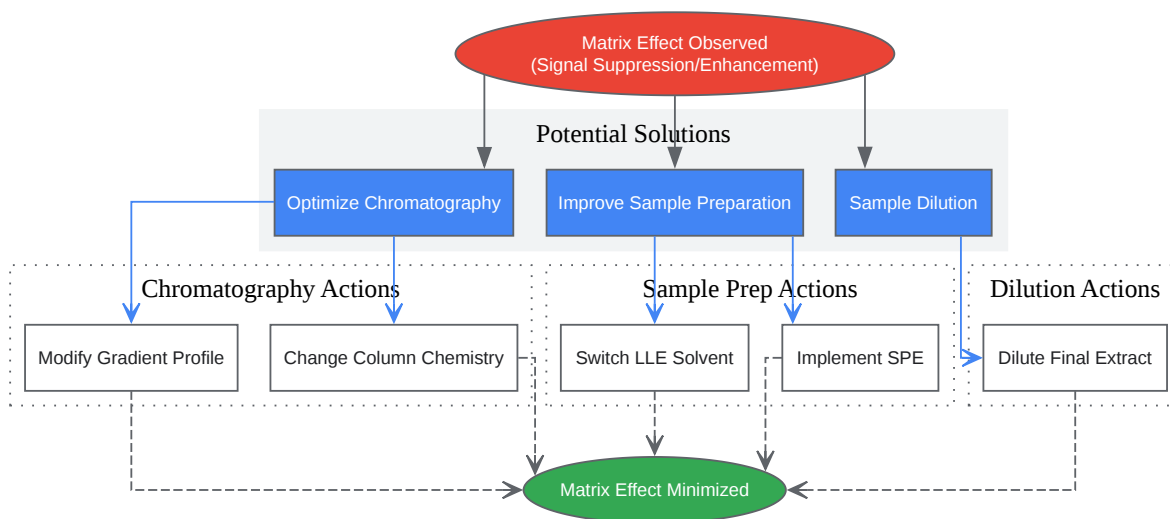 Matrix Effect Observed
(Signal Suppression/Enhancement)
Potential Solutions
Optimize Chromatography
Improve Sample Preparation
Sample Dilution
Chromatography Actions
Sample Prep Actions
Dilution Actions
Modify Gradient Profile
Change Column Chemistry
Switch LLE Solvent
Implement SPE
Dilute Final Extract
Matrix Effect Minimized